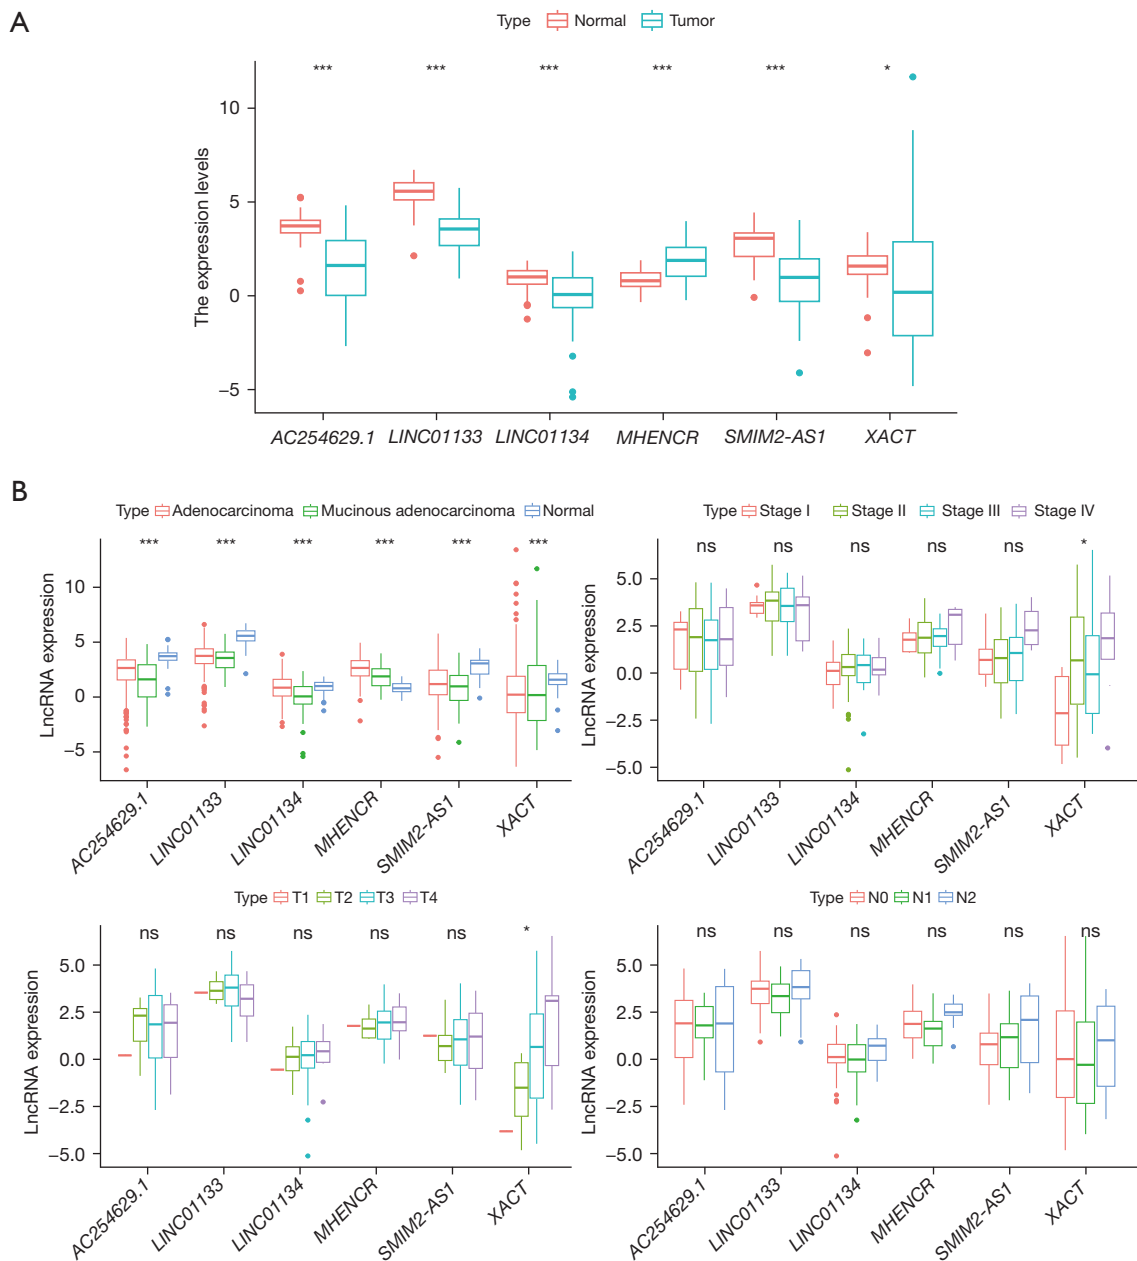 A
Type Normal Tumor
The expression levels
*** *** *** *** *** *
10
5
0
−5
AC254629.1 LINC01133 LINC01134 MHENCR SMIM2-AS1 XACT
B
Type Adenocarcinoma Mucinous adenocarcinoma Normal
LncRNA expression
*** *** *** *** *** ***
10
5
0
−5
AC254629.1 LINC01133 LINC01134 MHENCR SMIM2-AS1 XACT
Type Stage I Stage II Stage III Stage IV
LncRNA expression
ns ns ns ns ns *
5.0
2.5
0.0
−2.5
−5.0
AC254629.1 LINC01133 LINC01134 MHENCR SMIM2-AS1 XACT
Type T1 T2 T3 T4
LncRNA expression
ns ns ns ns ns *
5.0
2.5
0.0
−2.5
−5.0
AC254629.1 LINC01133 LINC01134 MHENCR SMIM2-AS1 XACT
Type N0 N1 N2
LncRNA expression
ns ns ns ns ns ns
5.0
2.5
0.0
−2.5
−5.0
AC254629.1 LINC01133 LINC01134 MHENCR SMIM2-AS1 XACT